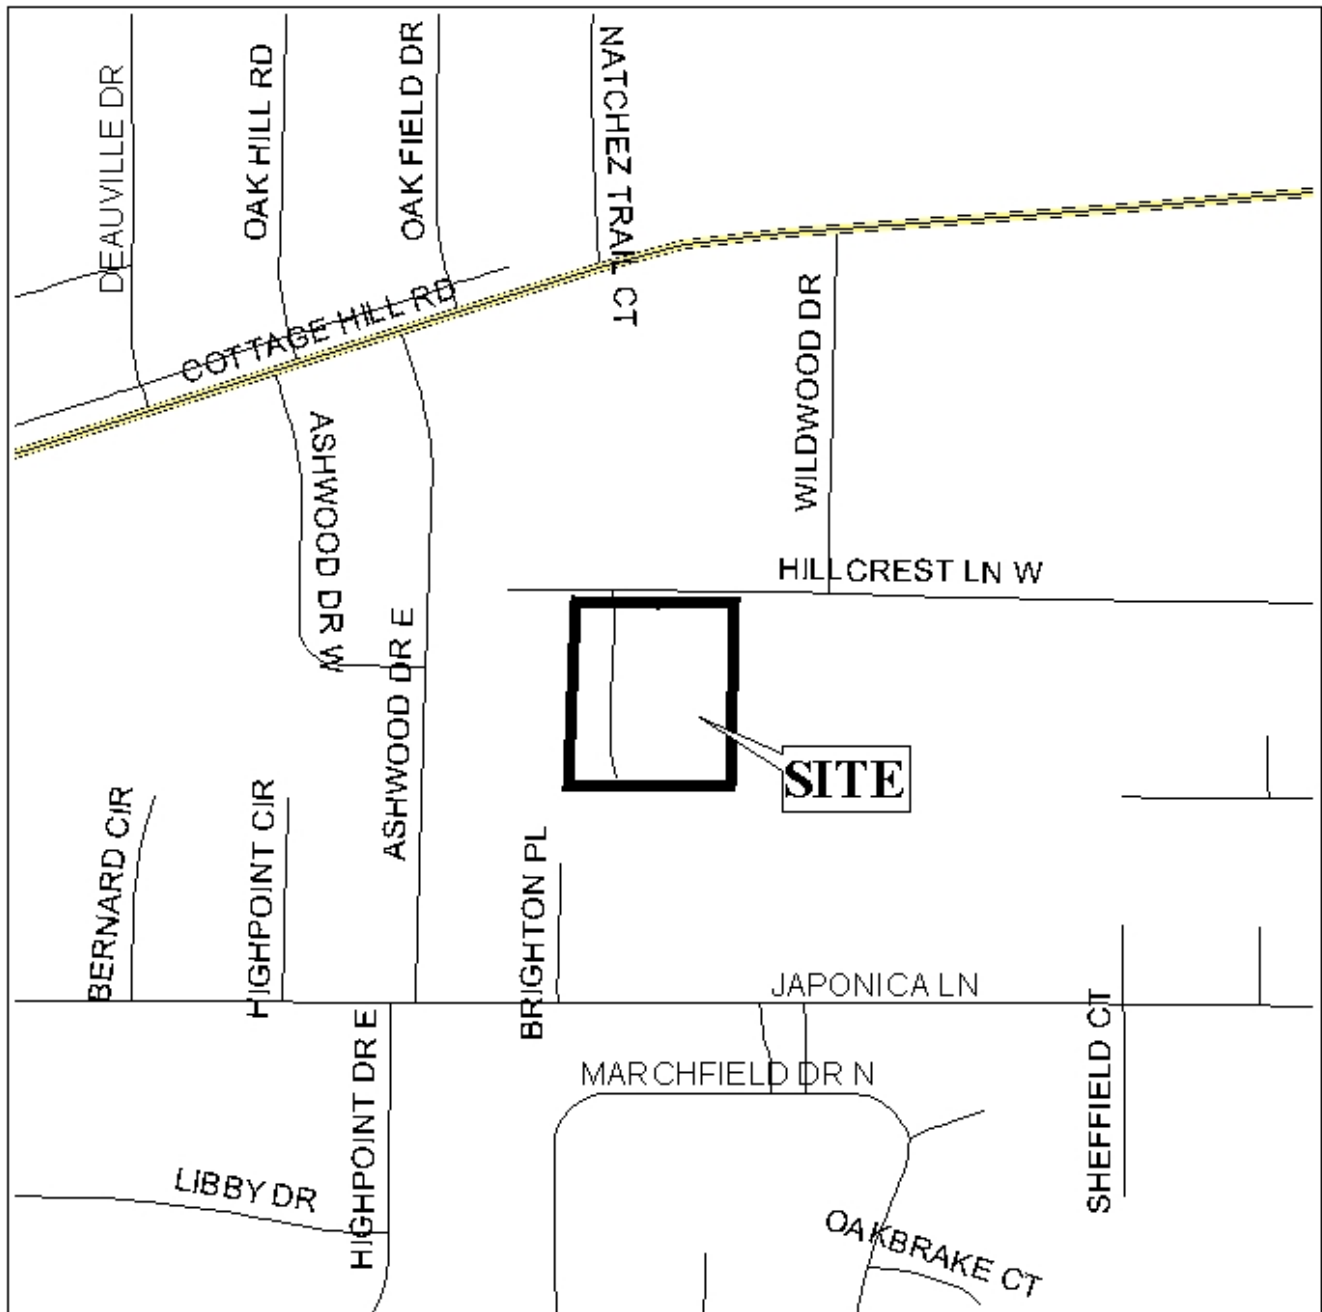 DEAUVILLE DR
OAK HILL RD
OAK FIELD DR
NATCHEZ TRAIL CT
COTTAGE HILL RD
WILDWOOD DR
ASHWOOD DR W
HILLCREST LN W
ASHWOOD DR E
SITE
BERNARD CIR
HIGHPOINT CIR
BRIGHTON PL
JAPONICA LN
MARCHFIELD DR N
SHEFFIELD CT
HIGHPOINT DR E
LIBBY DR
OAKBRAKE CT